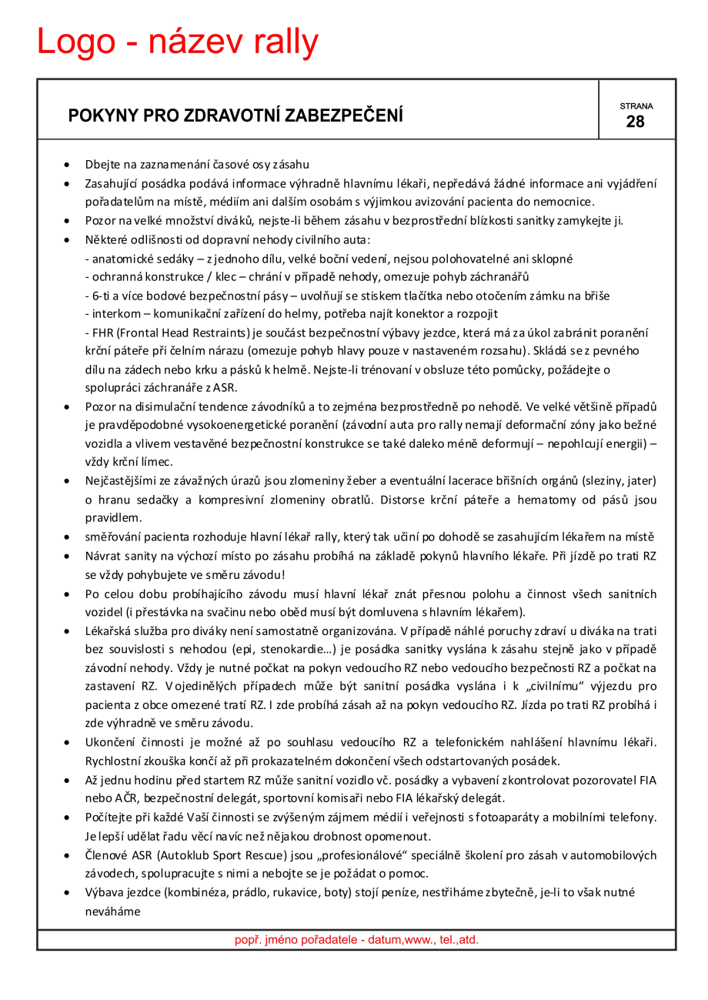 Logo - název rally
POKYNY PRO ZDRAVOTNÍ ZABEZPEČENÍ
STRANA
28
• Dbejte na zaznamenání časové osy zásahu
• Zasahující posádka podává informace výhradně hlavnímu lékaři, nepředává žádné informace ani vyjádření
pořadatelům na místě, médiím ani dalším osobám s výjimkou avizování pacienta do nemocnice.
• Pozor na velké množství diváků, nejste-li během zásahu v bezprostřední blízkosti sanitky zamykejte ji.
• Některé odlišnosti od dopravní nehody civilního auta:
- anatomické sedáky – z jednoho dílu, velké boční vedení, nejsou polohovatelné ani sklopné
- ochranná konstrukce / klec – chrání v případě nehody, omezuje pohyb záchranářů
- 6-ti a více bodové bezpečnostní pásy – uvolňují se stiskem tlačítka nebo otočením zámku na břiše
- interkom – komunikační zařízení do helmy, potřeba najít konektor a rozpojit
- FHR (Frontal Head Restraints) je součást bezpečnostní výbavy jezdce, která má za úkol zabránit poranění
krční páteře při čelním nárazu (omezuje pohyb hlavy pouze v nastaveném rozsahu). Skládá se z pevného
dílu na zádech nebo krku a pásků k helmě. Nejste-li trénovaní v obsluze této pomůcky, požádejte o
spolupráci záchranáře z ASR.
• Pozor na disimulační tendence závodníků a to zejména bezprostředně po nehodě. Ve velké většině případů
je pravděpodobné vysokoenergetické poranění (závodní auta pro rally nemají deformační zóny jako bežné
vozidla a vlivem vestavěné bezpečnostní konstrukce se také daleko méně deformují – nepohlcují energii) –
vždy krční límec.
• Nejčastějšími ze závažných úrazů jsou zlomeniny žeber a eventuální lacerace břišních orgánů (sleziny, jater)
o hranu sedačky a kompresivní zlomeniny obratlů. Distorse krční páteře a hematomy od pásů jsou
pravidlem.
• směřování pacienta rozhoduje hlavní lékař rally, který tak učiní po dohodě se zasahujícím lékařem na místě
• Návrat sanity na výchozí místo po zásahu probíhá na základě pokynů hlavního lékaře. Při jízdě po trati RZ
se vždy pohybujete ve směru závodu!
• Po celou dobu probíhajícího závodu musí hlavní lékař znát přesnou polohu a činnost všech sanitních
vozidel (i přestávka na svačinu nebo oběd musí být domluvena s hlavním lékařem).
• Lékařská služba pro diváky není samostatně organizována. V případě náhlé poruchy zdraví u diváka na trati
bez souvislosti s nehodou (epi, stenokardie…) je posádka sanitky vyslána k zásahu stejně jako v případě
závodní nehody. Vždy je nutné počkat na pokyn vedoucího RZ nebo vedoucího bezpečnosti RZ a počkat na
zastavení RZ. V ojedinělých případech může být sanitní posádka vyslána i k „civilnímu“ výjezdu pro
pacienta z obce omezené tratí RZ. I zde probíhá zásah až na pokyn vedoucího RZ. Jízda po trati RZ probíhá i
zde výhradně ve směru závodu.
• Ukončení činnosti je možné až po souhlasu vedoucího RZ a telefonickém nahlášení hlavnímu lékaři.
Rychlostní zkouška končí až při prokazatelném dokončení všech odstartovaných posádek.
• Až jednu hodinu před startem RZ může sanitní vozidlo vč. posádky a vybavení zkontrolovat pozorovatel FIA
nebo AČR, bezpečnostní delegát, sportovní komisaři nebo FIA lékařský delegát.
• Počítejte při každé Vaší činnosti se zvýšeným zájmem médií i veřejnosti s fotoaparáty a mobilními telefony.
Je lepší udělat řadu věcí navíc než nějakou drobnost opomenout.
• Členové ASR (Autoklub Sport Rescue) jsou „profesionálové“ speciálně školení pro zásah v automobilových
závodech, spolupracujte s nimi a nebojte se je požádat o pomoc.
• Výbava jezdce (kombinéza, prádlo, rukavice, boty) stojí peníze, nestříháme zbytečně, je-li to však nutné
neváháme
popř. jméno pořadatele - datum,www., tel.,atd.